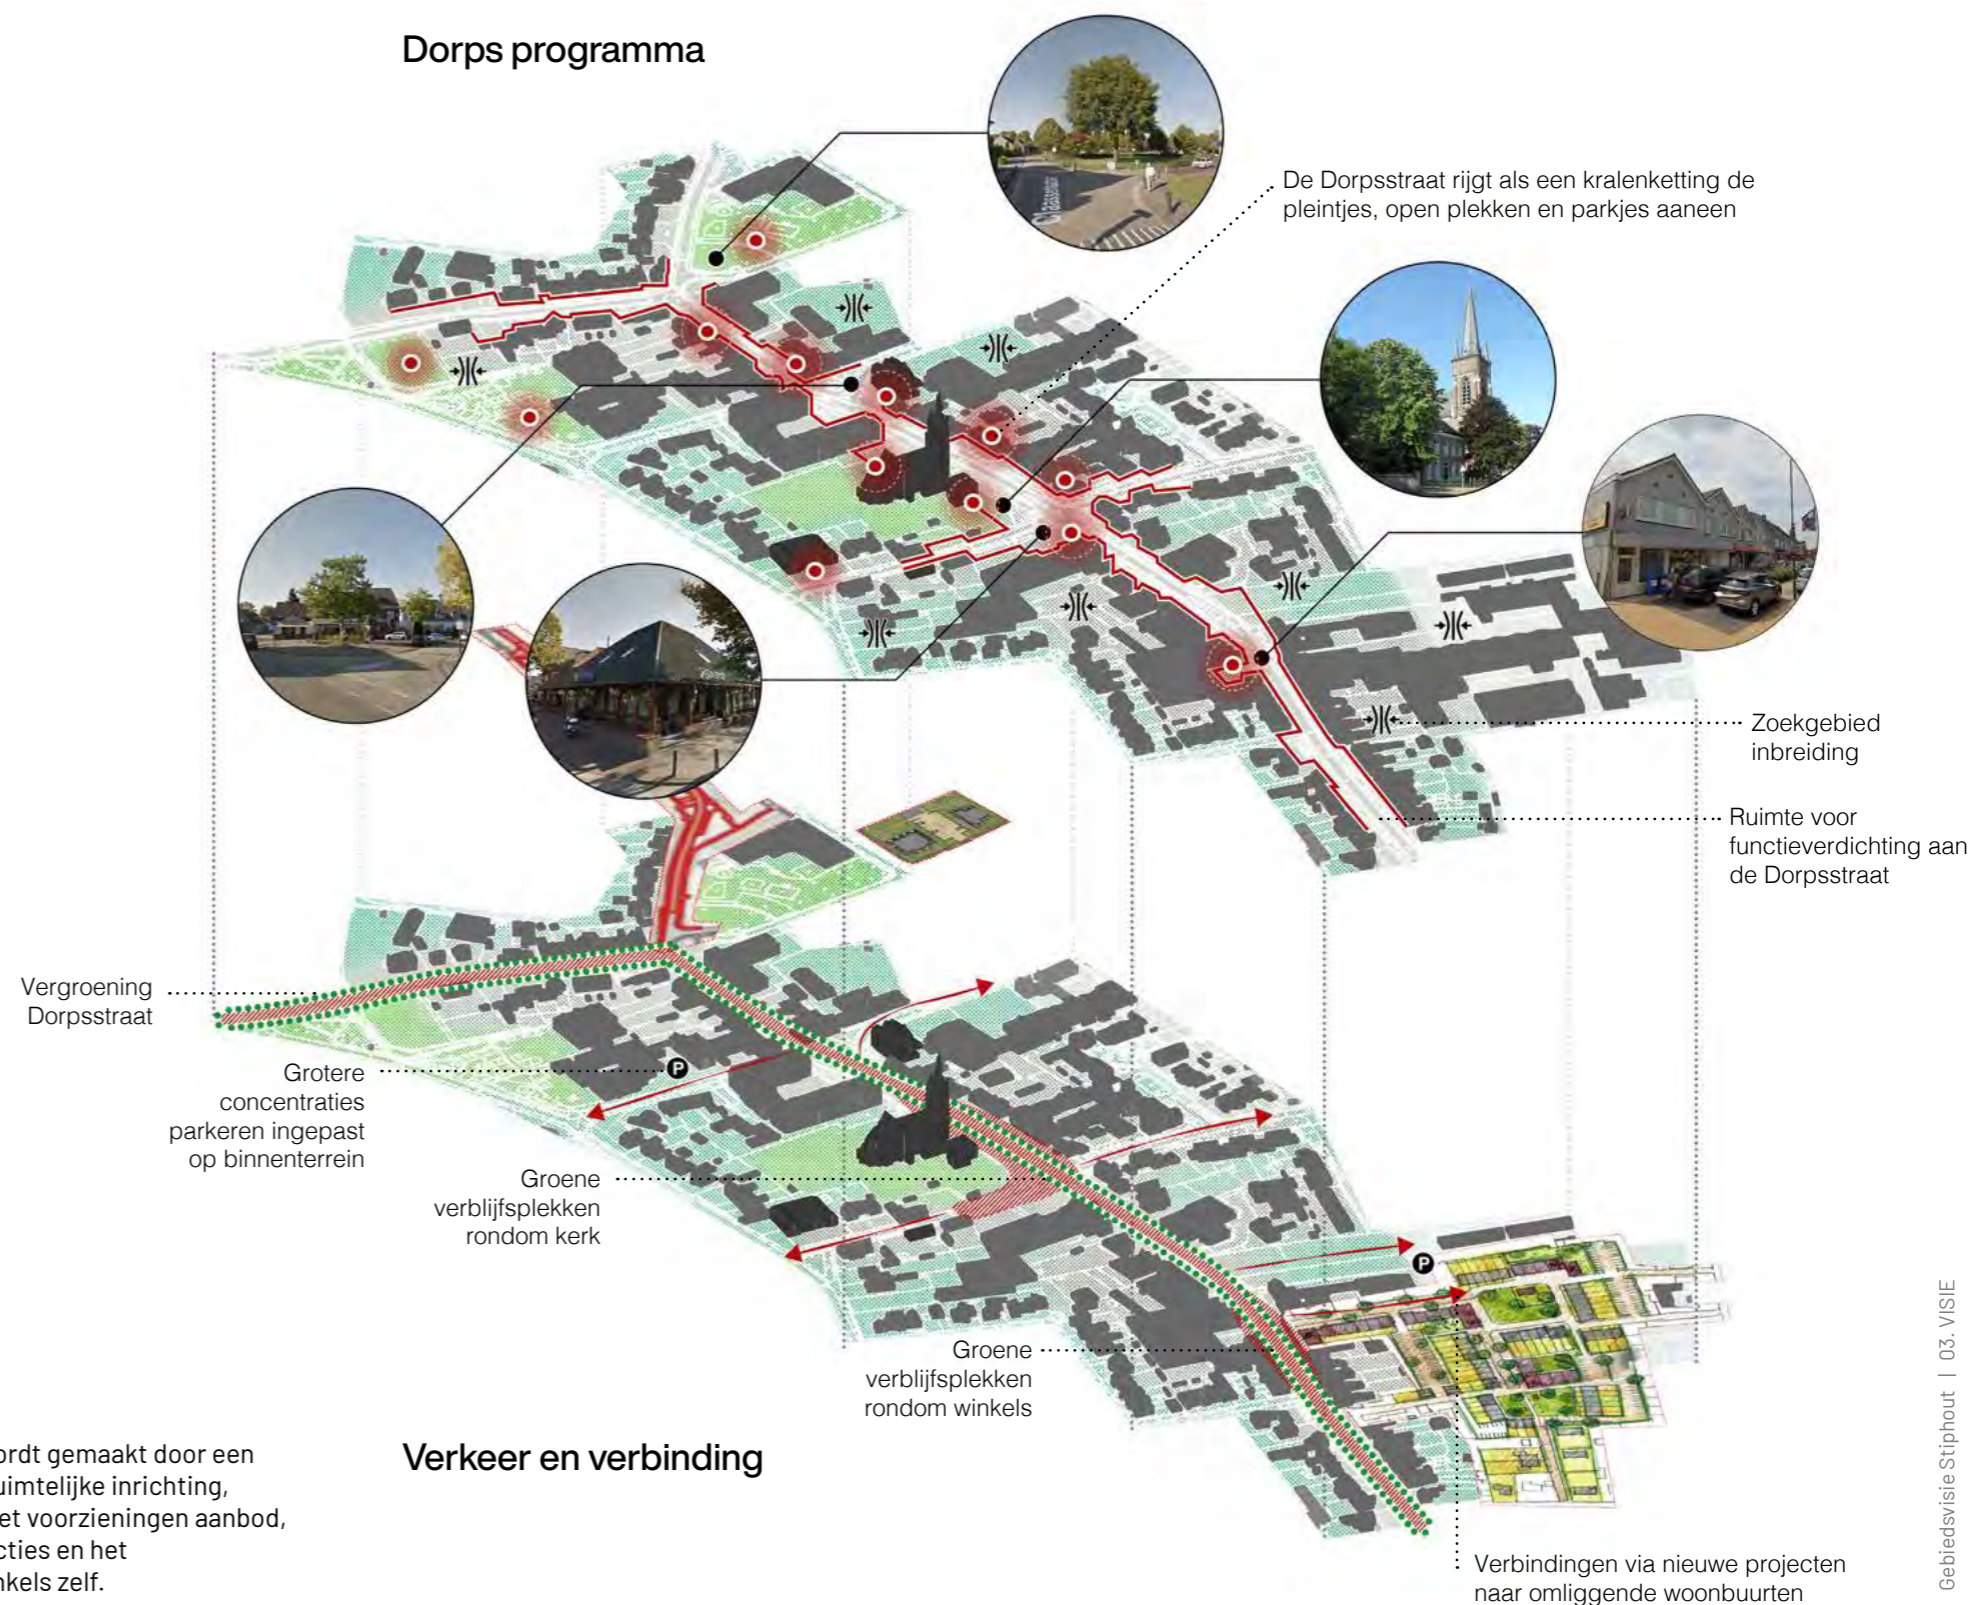 Dorps programma
De Dorpsstraat rijgt als een kralenketting de
pleintjes, open plekken en parkjes aaneen
Zoekgebied
inbreiding
Ruimte voor
functieverdichting aan
de Dorpsstraat
Vergroening
Dorpsstraat
Grotere
concentraties
parkeren ingepast
op binnenterrein
P
Groene
verblijfsplekken
rondom kerk
P
Groene
verblijfsplekken
rondom winkels
Verkeer en verbinding
Verbindingen via nieuwe projecten
naar omliggende woonbuurten
ordt gemaakt door een
uimtelijke inrichting,
et voorzieningen aanbod,
cties en het
nkels zelf.
Gebiedsvisie Stiphout | 03. VISIE